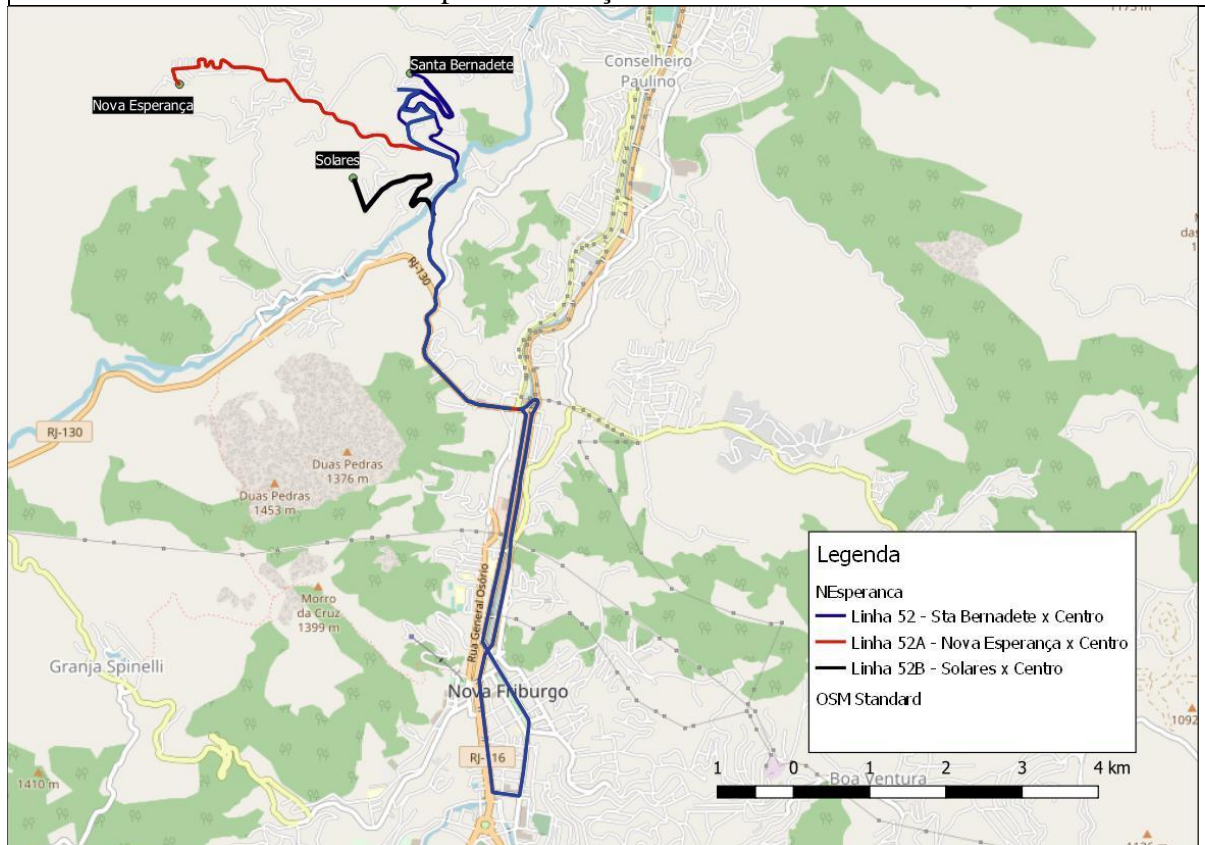 1173 m
Santa Bernadete
Conselheiro
Paulino
Nova Esperança
Solares
RJ-130
RJ-130
Duas Pedras
1376 m
Duas Pedras
1453 m
Legenda
NEsperanca
Linha 52 - Sta Bernadete x Centro
Linha 52A - Nova Esperança x Centro
Linha 52B - Solares x Centro
OSM Standard
Rua General Osório
Morro
da Cruz
1399 m
Granja Spinelli
Nova Friburgo
RJ-116
1410 m
1 0 1 2 3 4 km
Boa Ventura
1092